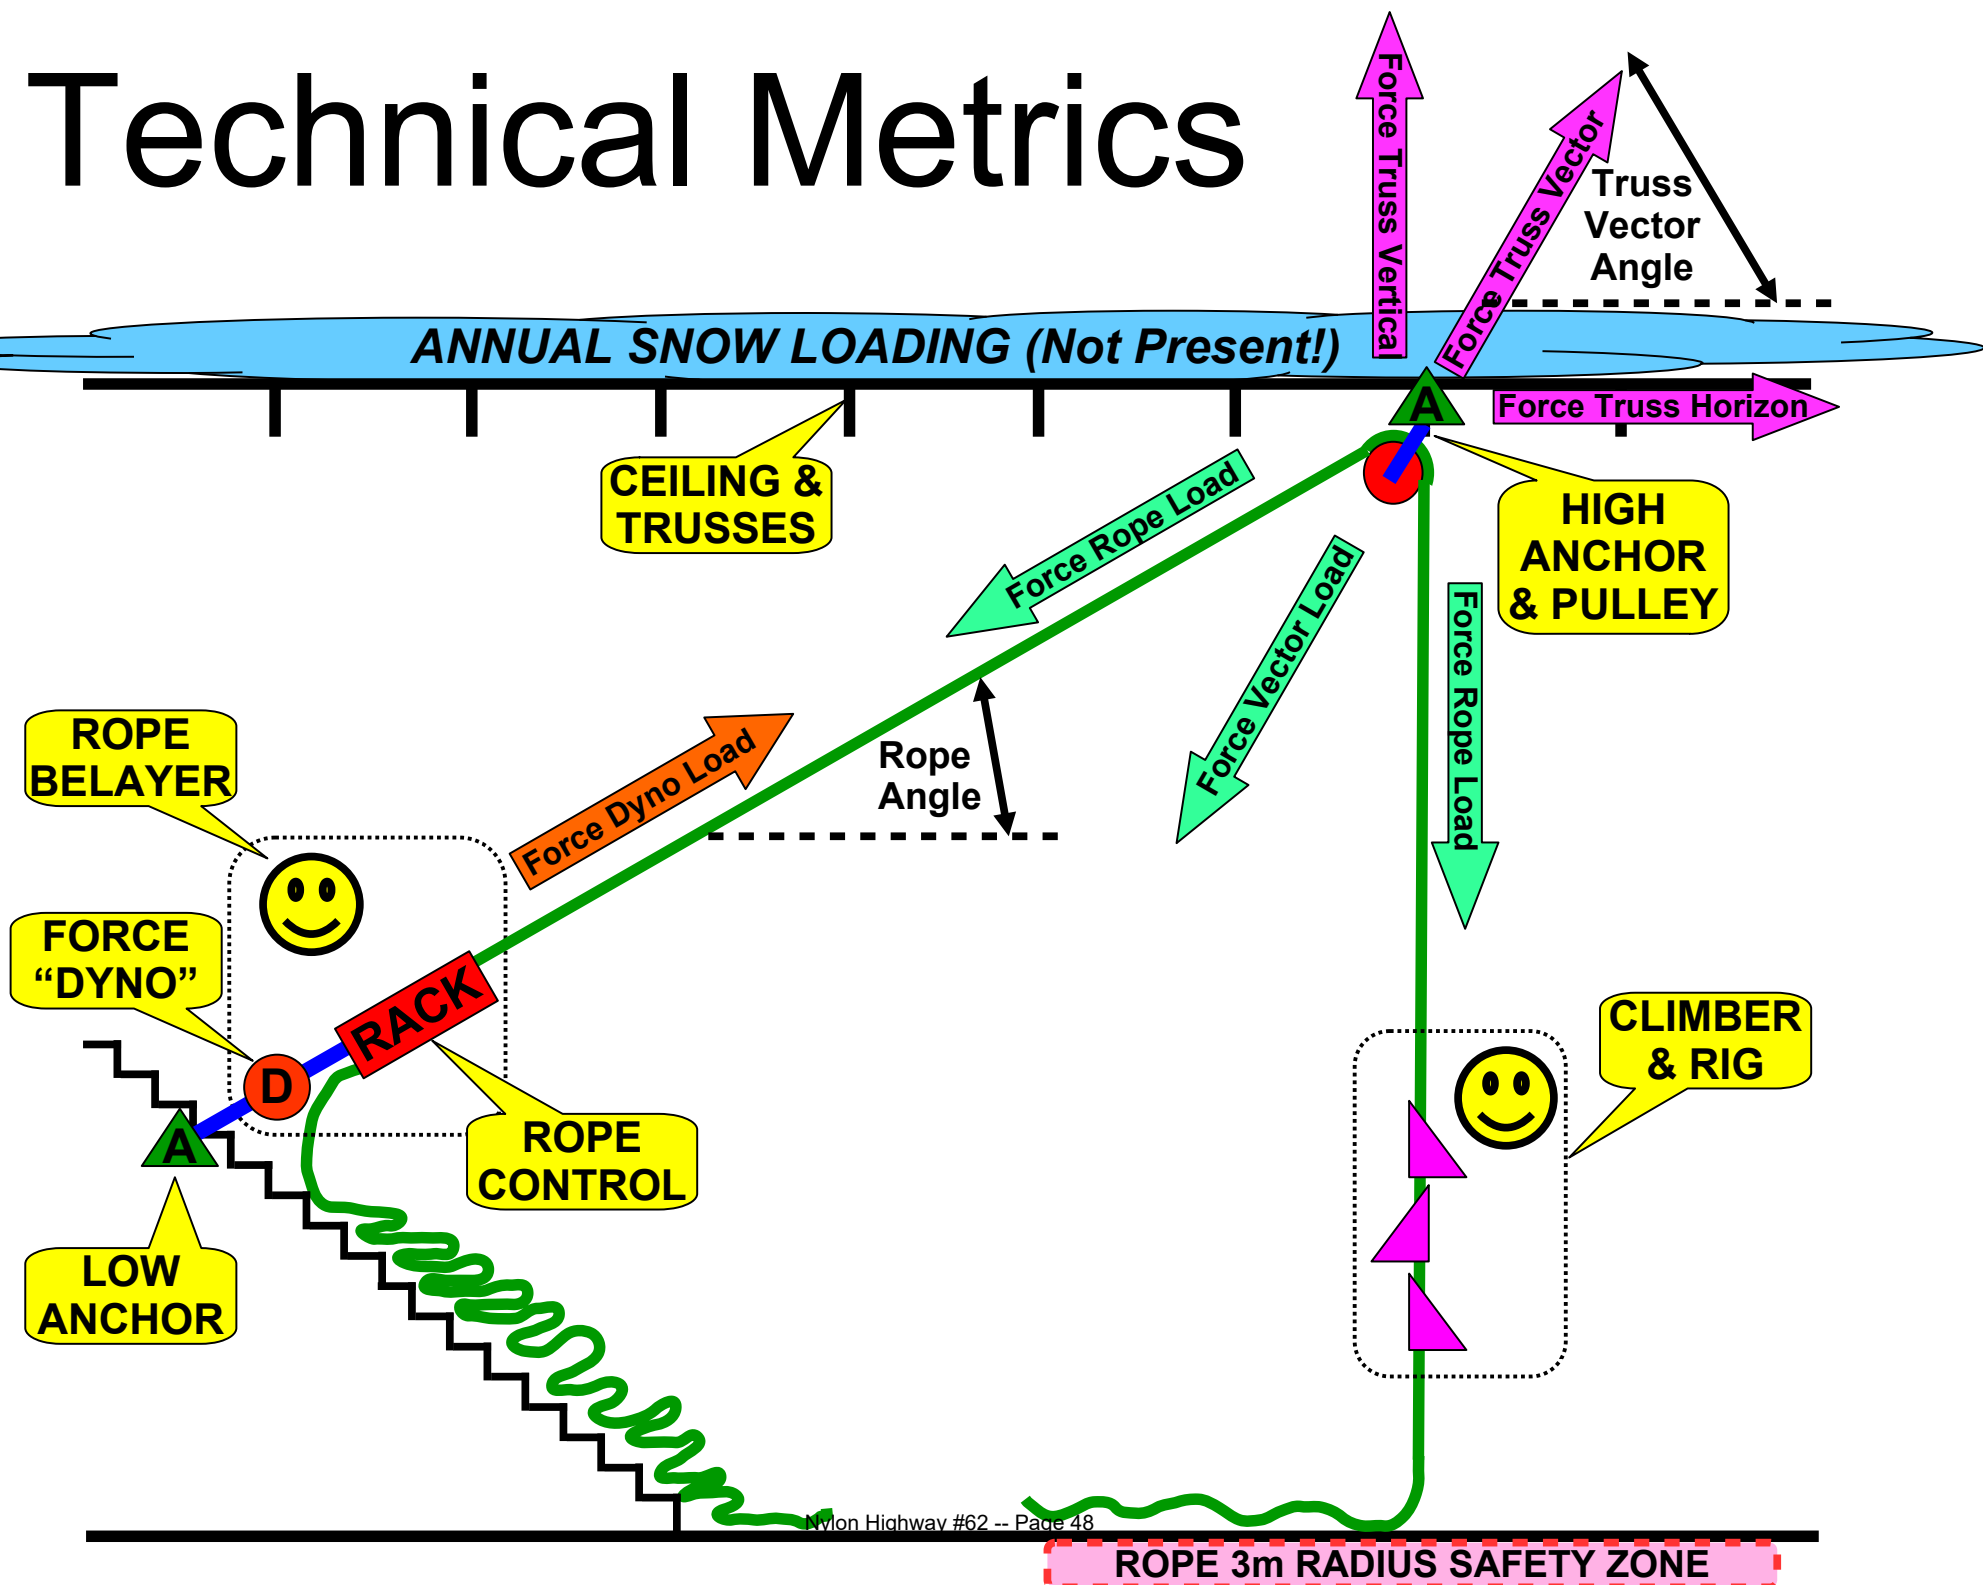 Technical Metrics
Force Truss Vertical
Force Truss Vector
Truss
Vector
Angle
ANNUAL SNOW LOADING (Not Present!)
A
Force Truss Horizon
CEILING &
TRUSSES
Force Rope Load
HIGH
ANCHOR
& PULLEY
Force Vector Load
Force Rope Load
ROPE
BELAYER
Force Dyno Load
Rope
Angle
FORCE
“DYNO”
RACK
D
A
CLIMBER
& RIG
ROPE
CONTROL
LOW
ANCHOR
Nylon Highway #62 -- Page 48
ROPE 3m RADIUS SAFETY ZONE